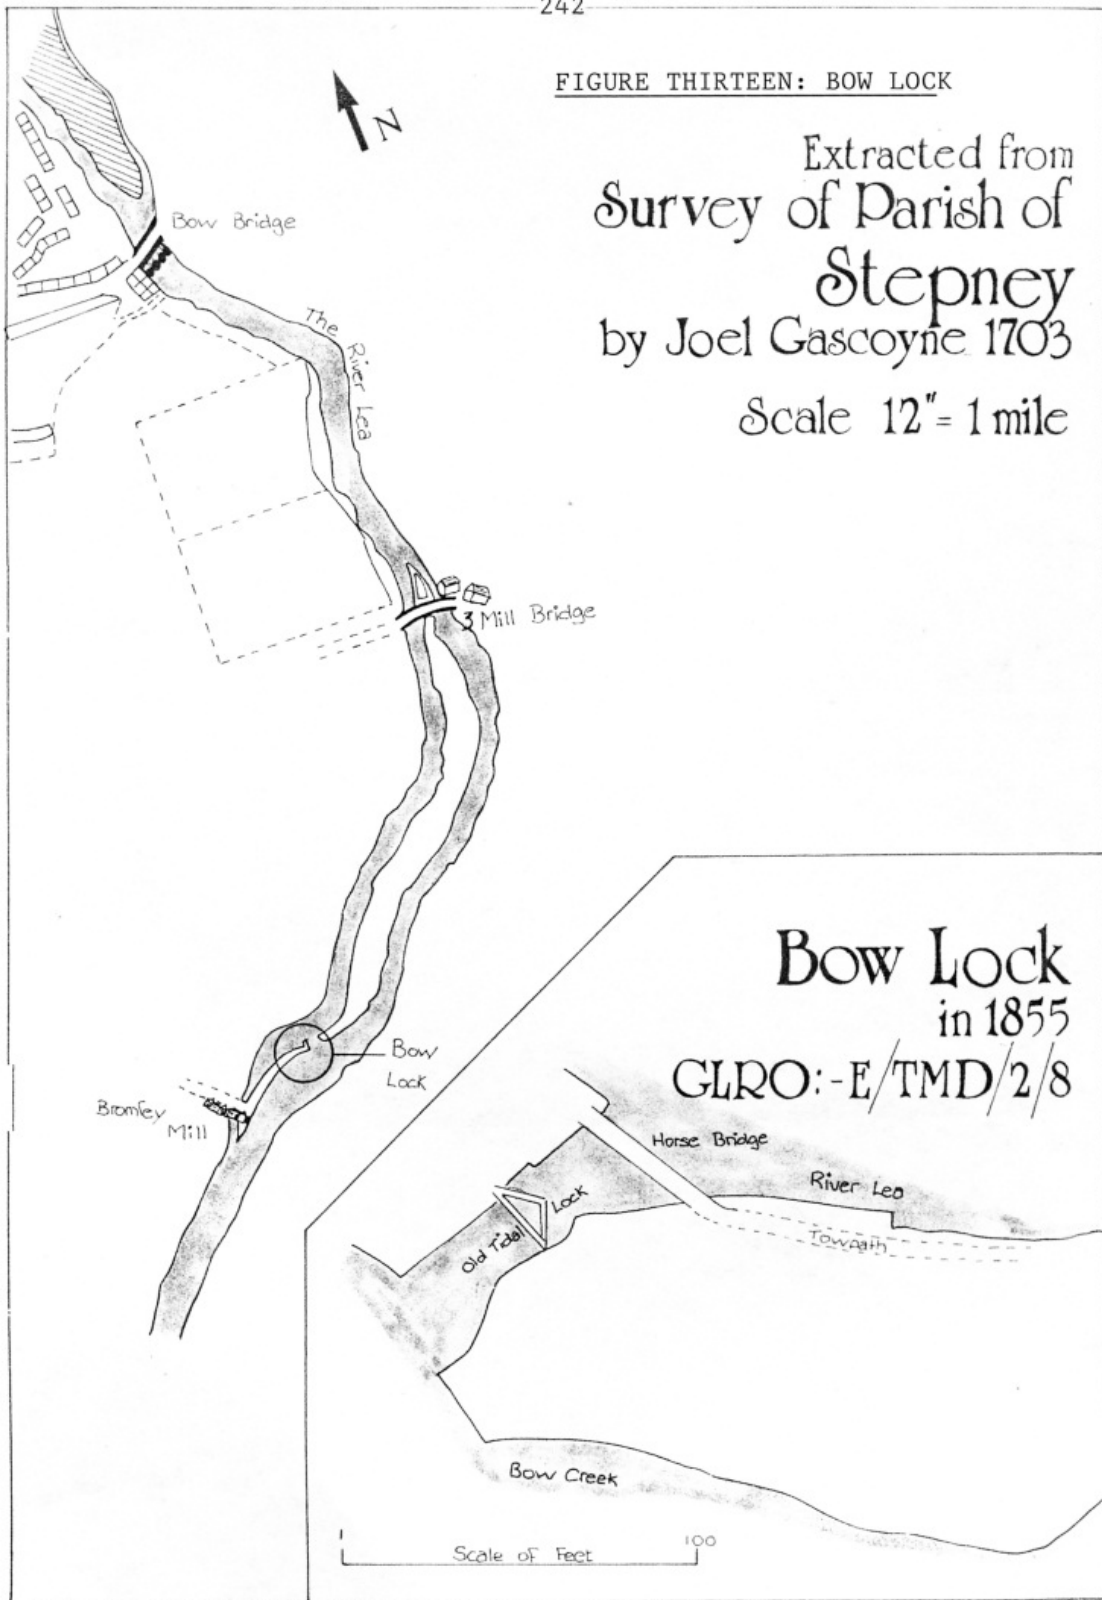 242
FIGURE THIRTEEN: BOW LOCK
N
Extracted from
Survey of Parish of
Stepney
by Joel Gascoyne 1703
Scale 12"= 1 mile
Bow Bridge
The River Lea
3 Mill Bridge
Bow
Lock
Bromley
Mill
Bow Lock
in 1855
GLRO:-E/TMD/2/8
Horse Bridge
River Lea
Towpath
Old Tidal Lock
Bow Creek
100
Scale of Feet